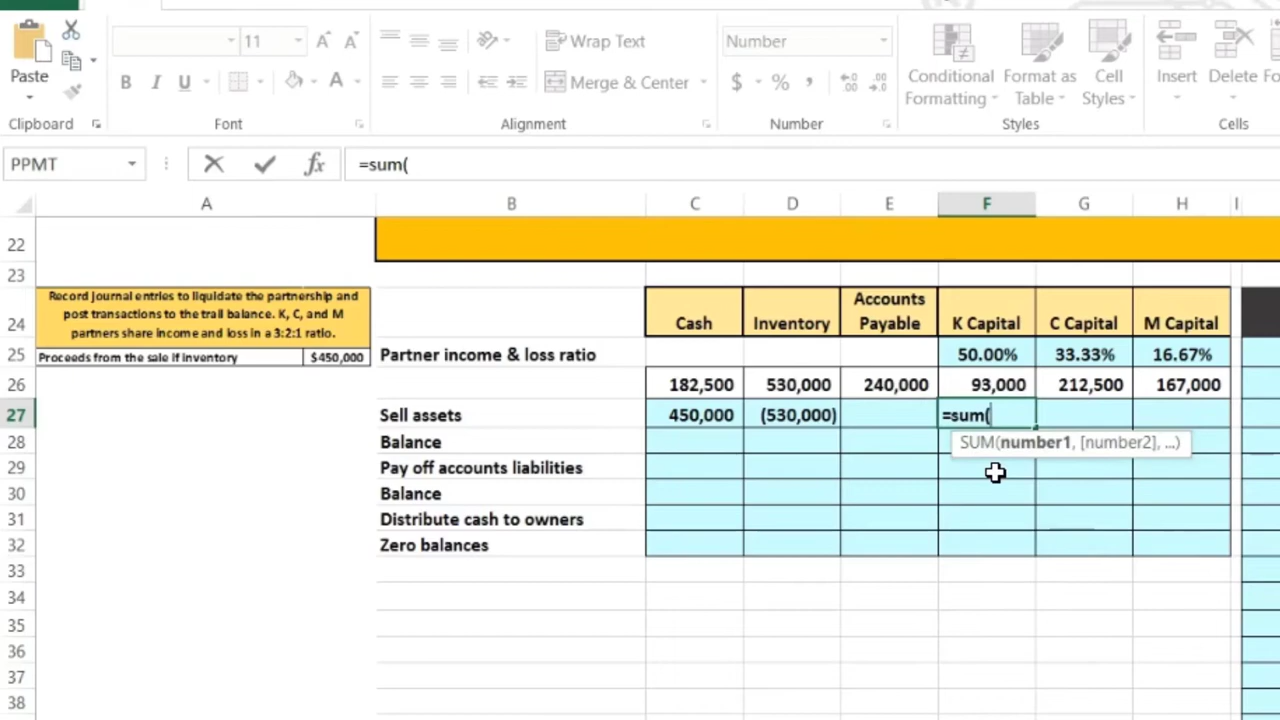 11
Wrap Text
Number
Paste
B I U
Merge & Center
$ % ,
Conditional Formatting
Format as Table
Cell Styles
Insert
Delete
Clipboard
Font
Alignment
Number
Styles
Cells
PPMT
fx
=sum(
A B C D E F G H I
22
23
Record journal entries to liquidate the partnership and
post transactions to the trail balance. K, C, and M
partners share income and loss in a 3:2:1 ratio.
24
Cash
Inventory
Accounts
Payable
K Capital
C Capital
M Capital
Proceeds from the sale if inventory $450,000
25 Partner income & loss ratio 50.00% 33.33% 16.67%
26 182,500 530,000 240,000 93,000 212,500 167,000
27 Sell assets 450,000 (530,000) =sum(
SUM(number1, [number2], ...)
28 Balance
29 Pay off accounts liabilities
30 Balance
31 Distribute cash to owners
32 Zero balances
33
34
35
36
37
38